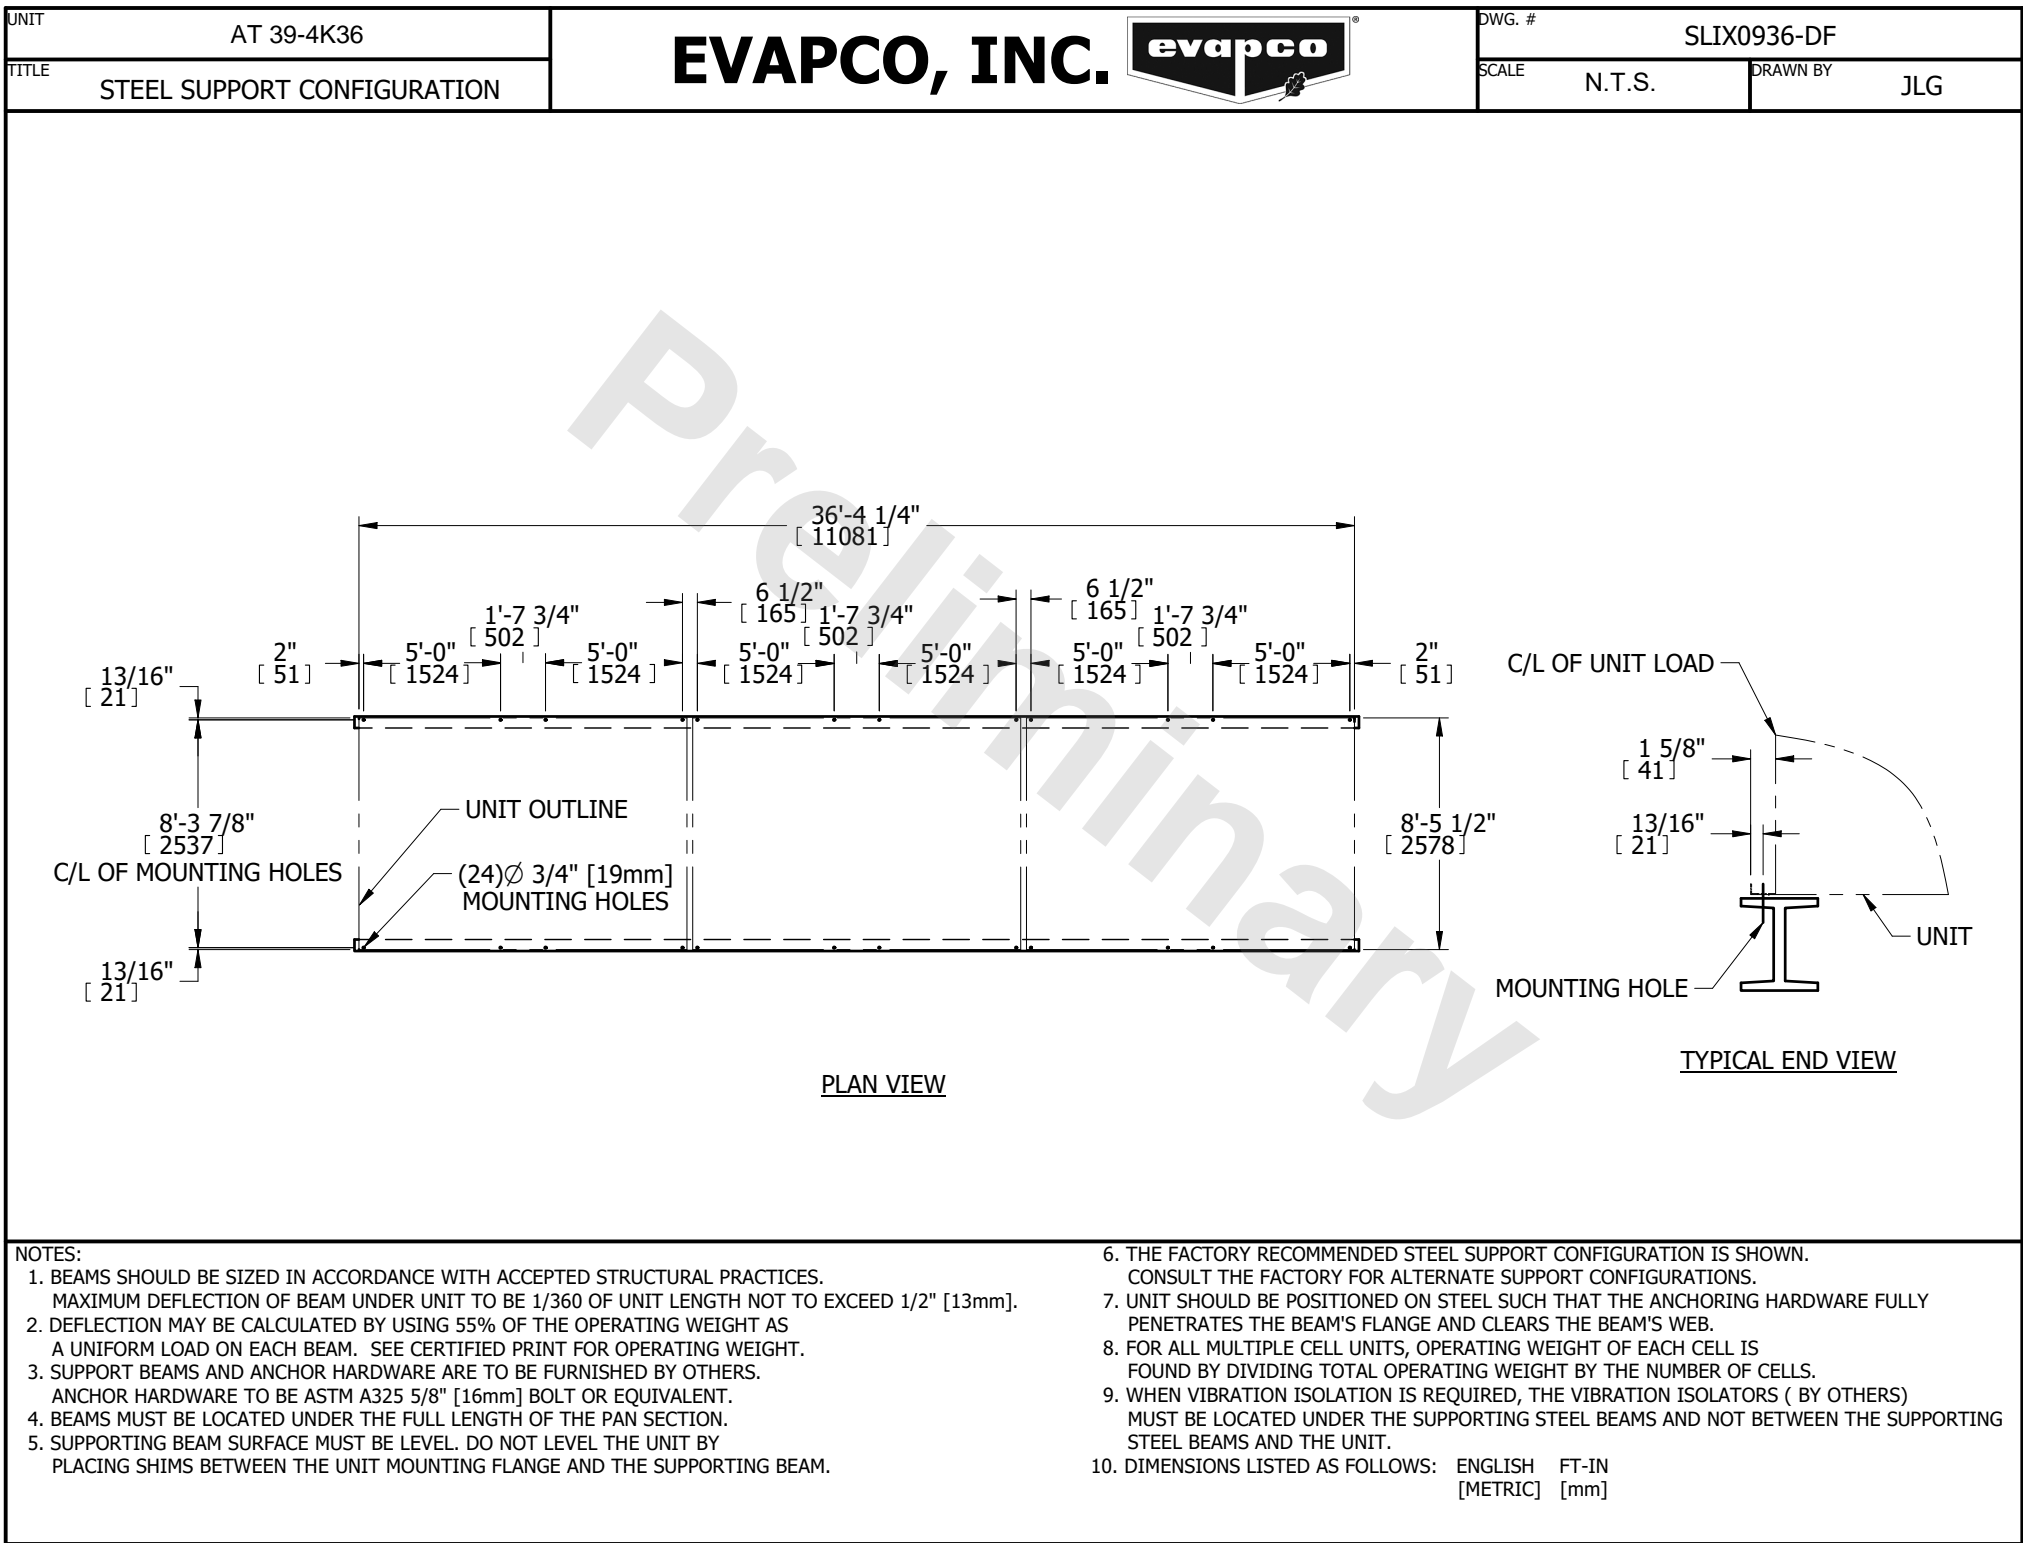 UNIT
AT 39-4K36
TITLE
STEEL SUPPORT CONFIGURATION
EVAPCO, INC.
evapco
®
DWG. #
SLIX0936-DF
SCALE
N.T.S.
DRAWN BY
JLG
Preliminary
36'-4 1/4"
[ 11081 ]
6 1/2"
[ 165 ]
6 1/2"
[ 165 ]
1'-7 3/4"
[ 502 ]
1'-7 3/4"
[ 502 ]
1'-7 3/4"
[ 502 ]
2"
[ 51 ]
5'-0"
[ 1524 ]
5'-0"
[ 1524 ]
5'-0"
[ 1524 ]
5'-0"
[ 1524 ]
5'-0"
[ 1524 ]
5'-0"
[ 1524 ]
2"
[ 51 ]
13/16"
[ 21 ]
8'-3 7/8"
[ 2537 ]
C/L OF MOUNTING HOLES
13/16"
[ 21 ]
UNIT OUTLINE
(24)∅ 3/4" [19mm]
MOUNTING HOLES
8'-5 1/2"
[ 2578 ]
PLAN VIEW
C/L OF UNIT LOAD
1 5/8"
[ 41 ]
13/16"
[ 21 ]
UNIT
MOUNTING HOLE
TYPICAL END VIEW
NOTES:
1. BEAMS SHOULD BE SIZED IN ACCORDANCE WITH ACCEPTED STRUCTURAL PRACTICES.
MAXIMUM DEFLECTION OF BEAM UNDER UNIT TO BE 1/360 OF UNIT LENGTH NOT TO EXCEED 1/2" [13mm].
2. DEFLECTION MAY BE CALCULATED BY USING 55% OF THE OPERATING WEIGHT AS
A UNIFORM LOAD ON EACH BEAM. SEE CERTIFIED PRINT FOR OPERATING WEIGHT.
3. SUPPORT BEAMS AND ANCHOR HARDWARE ARE TO BE FURNISHED BY OTHERS.
ANCHOR HARDWARE TO BE ASTM A325 5/8" [16mm] BOLT OR EQUIVALENT.
4. BEAMS MUST BE LOCATED UNDER THE FULL LENGTH OF THE PAN SECTION.
5. SUPPORTING BEAM SURFACE MUST BE LEVEL. DO NOT LEVEL THE UNIT BY
PLACING SHIMS BETWEEN THE UNIT MOUNTING FLANGE AND THE SUPPORTING BEAM.
6. THE FACTORY RECOMMENDED STEEL SUPPORT CONFIGURATION IS SHOWN.
CONSULT THE FACTORY FOR ALTERNATE SUPPORT CONFIGURATIONS.
7. UNIT SHOULD BE POSITIONED ON STEEL SUCH THAT THE ANCHORING HARDWARE FULLY
PENETRATES THE BEAM'S FLANGE AND CLEARS THE BEAM'S WEB.
8. FOR ALL MULTIPLE CELL UNITS, OPERATING WEIGHT OF EACH CELL IS
FOUND BY DIVIDING TOTAL OPERATING WEIGHT BY THE NUMBER OF CELLS.
9. WHEN VIBRATION ISOLATION IS REQUIRED, THE VIBRATION ISOLATORS ( BY OTHERS)
MUST BE LOCATED UNDER THE SUPPORTING STEEL BEAMS AND NOT BETWEEN THE SUPPORTING
STEEL BEAMS AND THE UNIT.
10. DIMENSIONS LISTED AS FOLLOWS: ENGLISH FT-IN
[METRIC] [mm]